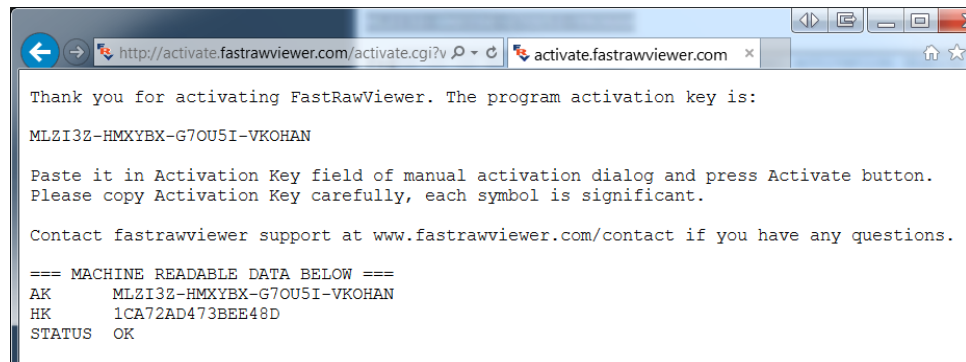 http://activate.fastrawviewer.com/activate.cgi?v
activate.fastrawviewer.com
Thank you for activating FastRawViewer. The program activation key is:
MLZI3Z-HMXYBX-G7OU5I-VKOHAN
Paste it in Activation Key field of manual activation dialog and press Activate button.
Please copy Activation Key carefully, each symbol is significant.
Contact fastrawviewer support at www.fastrawviewer.com/contact if you have any questions.
=== MACHINE READABLE DATA BELOW ===
AK MLZI3Z-HMXYBX-G7OU5I-VKOHAN
HK 1CA72AD473BEE48D
STATUS OK